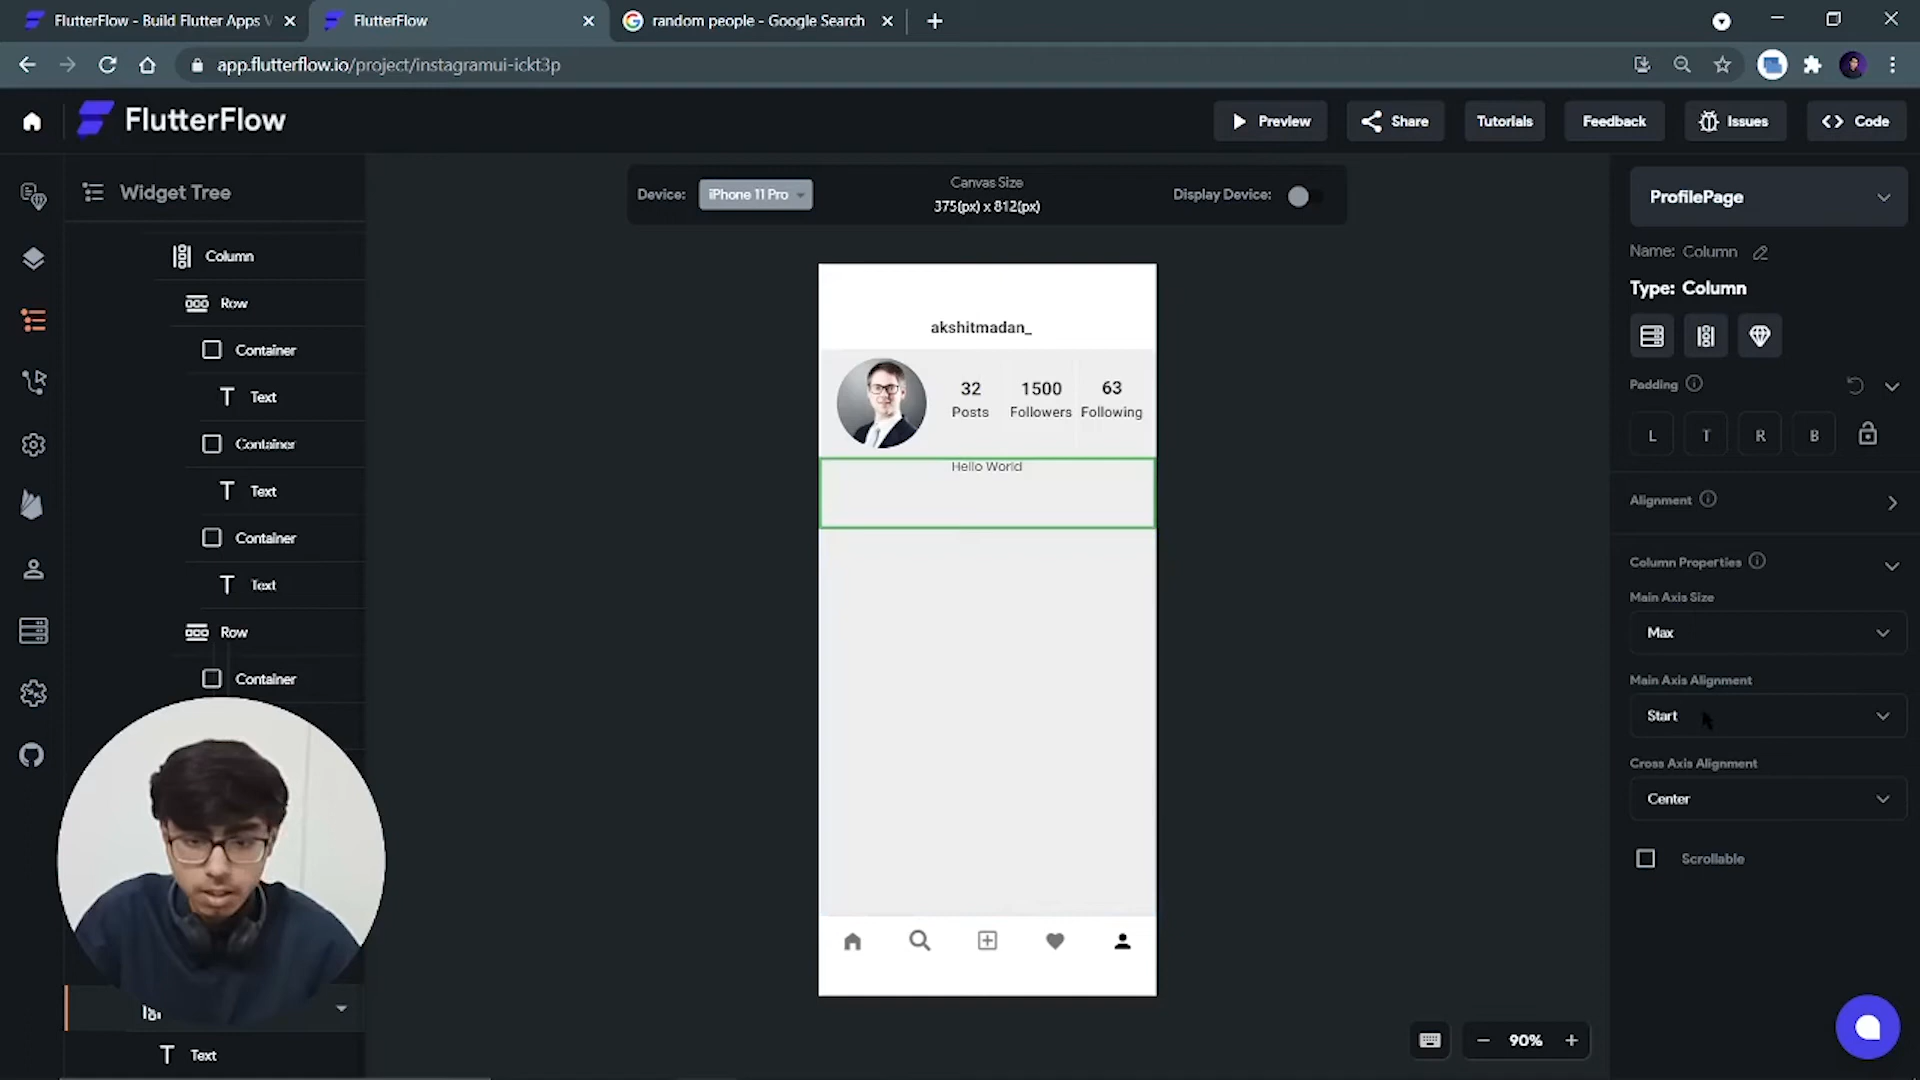 FlutterFlow - Build Flutter Apps V
FlutterFlow
random people - Google Search
app.flutterflow.io/project/instagramui-ickt3p
FlutterFlow
Preview
Share
Tutorials
Feedback
Issues
Code
Widget Tree
Column
Row
Container
Text
Container
Text
Container
Text
Row
Container
Text
Device:
iPhone 11 Pro
Canvas Size
375(px) x 812(px)
Display Device:
akshitmadan_
32
Posts
1500
Followers
63
Following
Hello World
90%
ProfilePage
Name: Column
Type: Column
Padding
L
T
R
B
Alignment
Column Properties
Main Axis Size
Max
Main Axis Alignment
Start
Cross Axis Alignment
Center
Scrollable